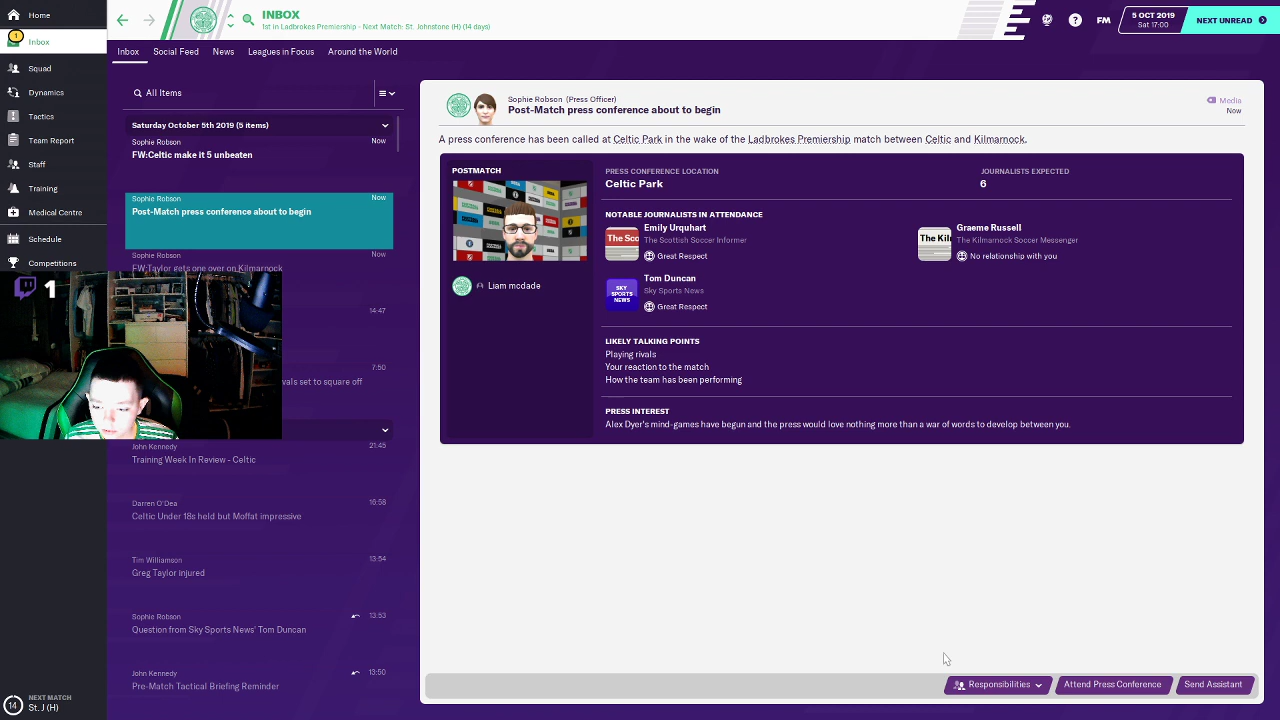 Home
1
Inbox
Squad
Dynamics
Tactics
Team Report
Staff
Training
Medical Centre
Schedule
Competitions
1
NEXT MATCH
14
St. J (H)
INBOX
1st in Ladbrokes Premiership - Next Match: St. Johnstone (H) (14 days)
?
FM
5 OCT 2019
Sat 17:00
NEXT UNREAD
Inbox
Social Feed
News
Leagues in Focus
Around the World
All Items
Saturday October 5th 2019 (5 items)
Sophie Robson
Now
FW:Celtic make it 5 unbeaten
Sophie Robson
Now
Post-Match press conference about to begin
Sophie Robson
Now
FW:Taylor gets one over on Kilmarnock
14:47
7:50
vals set to square off
John Kennedy
21:45
Training Week In Review - Celtic
Darren O'Dea
16:58
Celtic Under 18s held but Moffat impressive
Tim Williamson
13:54
Greg Taylor injured
Sophie Robson
13:53
Question from Sky Sports News' Tom Duncan
John Kennedy
13:50
Pre-Match Tactical Briefing Reminder
Sophie Robson (Press Officer)
Post-Match press conference about to begin
Media
Now
A press conference has been called at Celtic Park in the wake of the Ladbrokes Premiership match between Celtic and Kilmarnock.
POSTMATCH
Liam mcdade
PRESS CONFERENCE LOCATION
Celtic Park
JOURNALISTS EXPECTED
6
NOTABLE JOURNALISTS IN ATTENDANCE
The Sco
Emily Urquhart
The Scottish Soccer Informer
Great Respect
The Kil
Graeme Russell
The Kilmarnock Soccer Messenger
No relationship with you
SKY
SPORTS
NEWS
Tom Duncan
Sky Sports News
Great Respect
LIKELY TALKING POINTS
Playing rivals
Your reaction to the match
How the team has been performing
PRESS INTEREST
Alex Dyer's mind-games have begun and the press would love nothing more than a war of words to develop between you.
Responsibilities
Attend Press Conference
Send Assistant